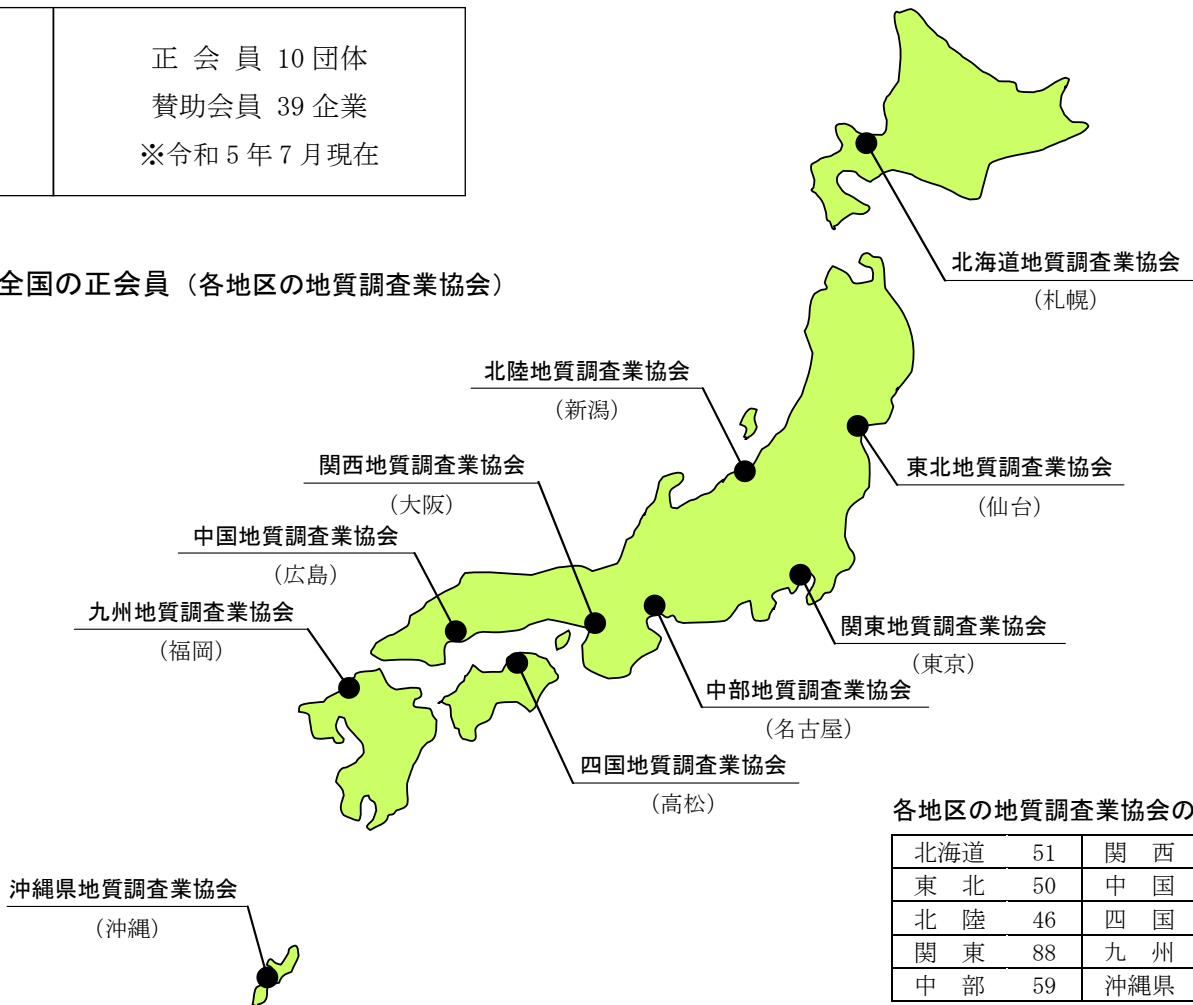 正 会 員 10 団体
賛助会員 39 企業
※令和 5 年 7 月現在
全国の正会員（各地区の地質調査業協会）
北海道地質調査業協会
（札幌）
北陸地質調査業協会
（新潟）
関西地質調査業協会
（大阪）
東北地質調査業協会
（仙台）
中国地質調査業協会
（広島）
九州地質調査業協会
（福岡）
関東地質調査業協会
（東京）
中部地質調査業協会
（名古屋）
四国地質調査業協会
（高松）
沖縄県地質調査業協会
（沖縄）
各地区の地質調査業協会の
北海道 51 関 西
東 北 50 中 国
北 陸 46 四 国
関 東 88 九 州
中 部 59 沖縄県